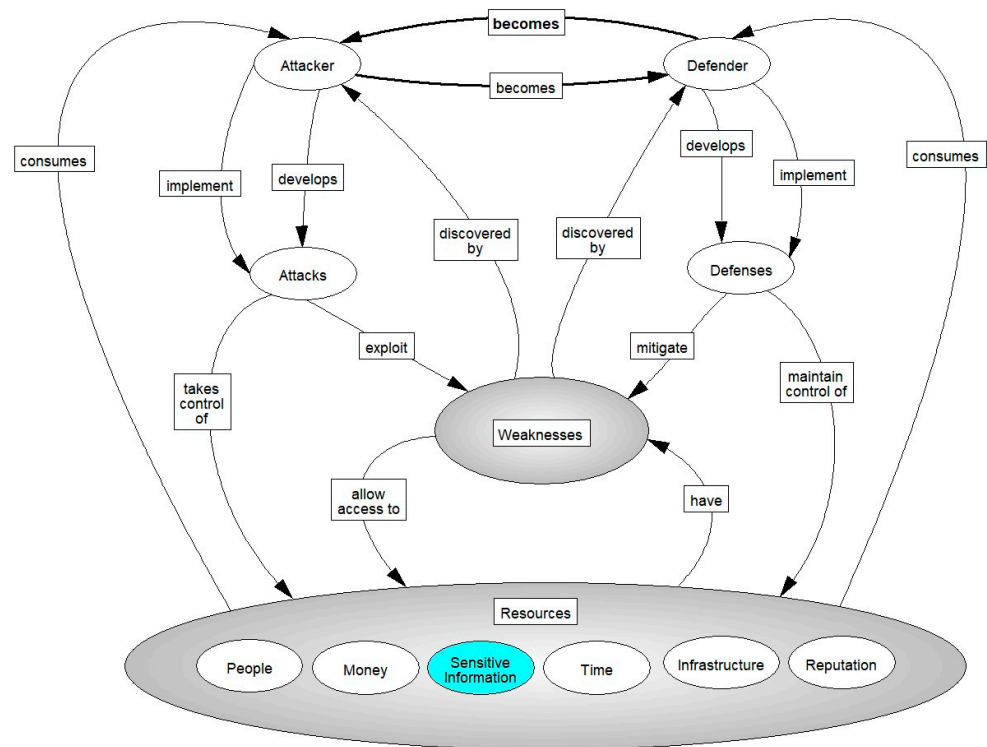 becomes
Attacker
Defender
becomes
consumes
implement
develops
discovered
by
discovered
by
develops
implement
consumes
Attacks
Defenses
exploit
mitigate
takes
control
of
maintain
control of
Weaknesses
allow
access to
have
Resources
People
Money
Sensitive
Information
Time
Infrastructure
Reputation